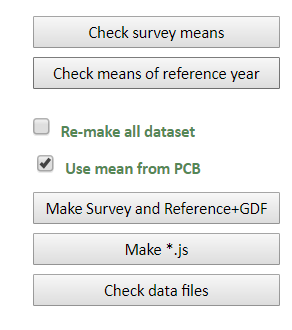 Check survey means
Check means of reference year
Re-make all dataset
Use mean from PCB
Make Survey and Reference+GDF
Make *.js
Check data files